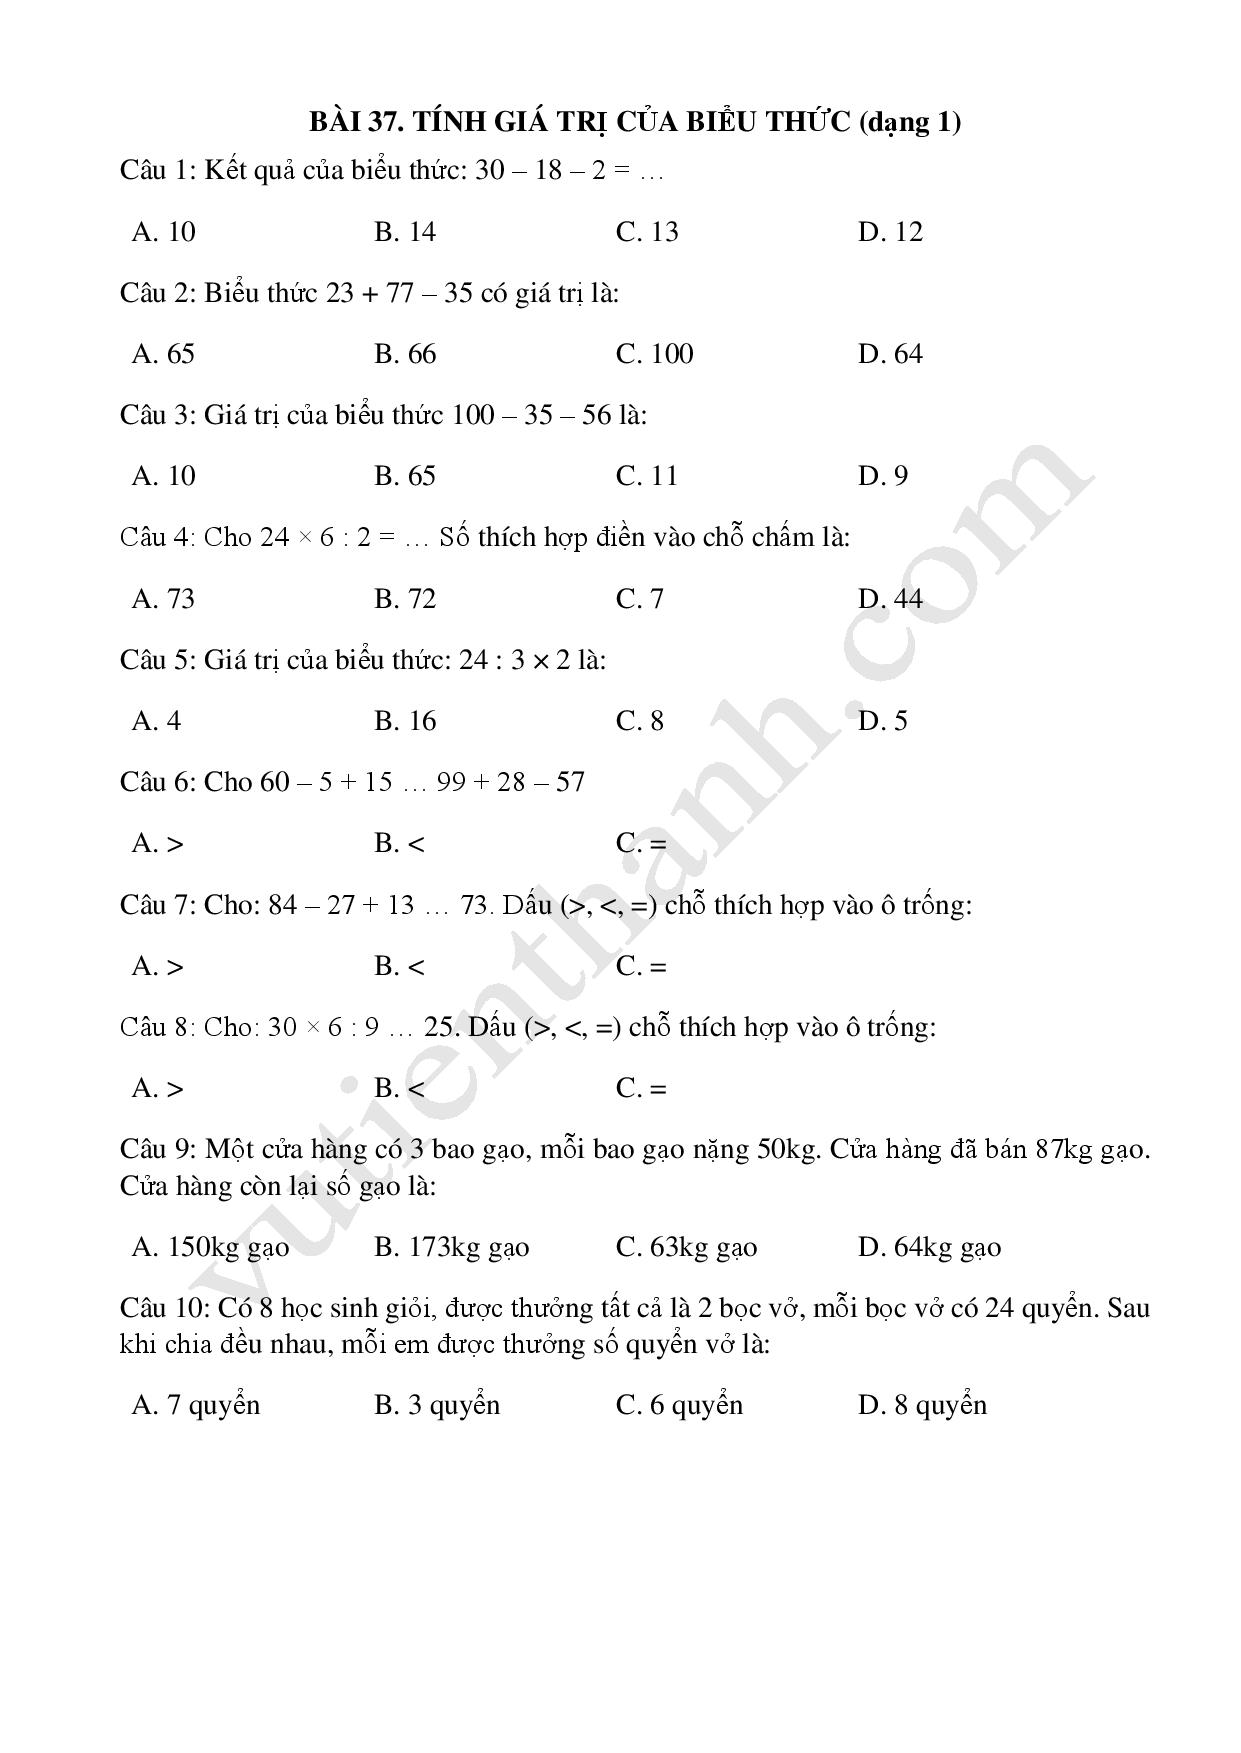 BÀI 37. TÍNH GIÁ TRỊ CỦA BIỂU THỨC (dạng 1)
Câu 1: Kết quả của biểu thức: 30 – 18 – 2 = …
A. 10 B. 14 C. 13 D. 12
Câu 2: Biểu thức 23 + 77 – 35 có giá trị là:
A. 65 B. 66 C. 100 D. 64
Câu 3: Giá trị của biểu thức 100 – 35 – 56 là:
A. 10 B. 65 C. 11 D. 9
Câu 4: Cho 24 × 6 : 2 = … Số thích hợp điền vào chỗ chấm là:
A. 73 B. 72 C. 7 D. 44
Câu 5: Giá trị của biểu thức: 24 : 3 × 2 là:
A. 4 B. 16 C. 8 D. 5
Câu 6: Cho 60 – 5 + 15 … 99 + 28 – 57
A. > B. < C. =
Câu 7: Cho: 84 – 27 + 13 … 73. Dấu (>, <, =) chỗ thích hợp vào ô trống:
A. > B. < C. =
Câu 8: Cho: 30 × 6 : 9 … 25. Dấu (>, <, =) chỗ thích hợp vào ô trống:
A. > B. < C. =
Câu 9: Một cửa hàng có 3 bao gạo, mỗi bao gạo nặng 50kg. Cửa hàng đã bán 87kg gạo.
Cửa hàng còn lại số gạo là:
A. 150kg gạo B. 173kg gạo C. 63kg gạo D. 64kg gạo
Câu 10: Có 8 học sinh giỏi, được thưởng tất cả là 2 bọc vở, mỗi bọc vở có 24 quyển. Sau
khi chia đều nhau, mỗi em được thưởng số quyển vở là:
A. 7 quyển B. 3 quyển C. 6 quyển D. 8 quyển
vutienthanh.com